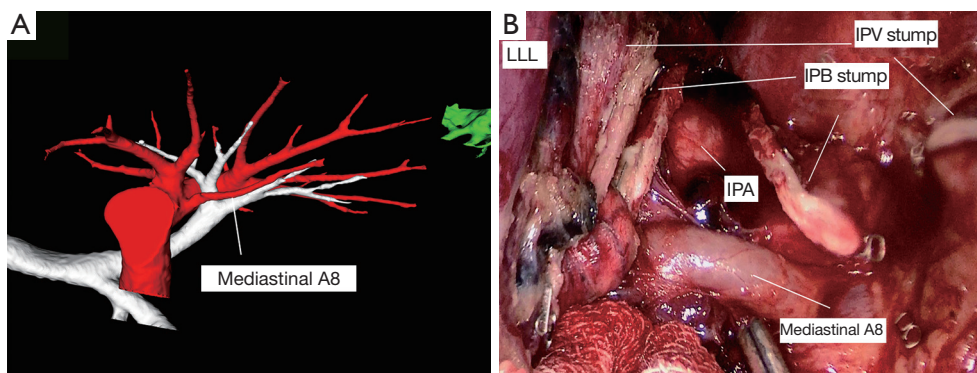 A
Mediastinal A8
B
LLL
IPV stump
IPB stump
IPA
Mediastinal A8